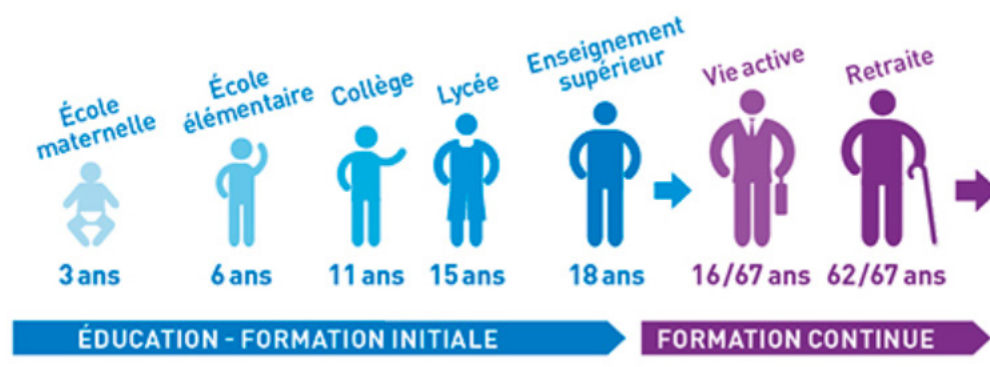 École
maternelle
École
élémentaire
Collège
Lycée
Enseignement
supérieur
Vie active
Retraite
3 ans
6 ans
11 ans
15 ans
18 ans
16/67 ans
62/67 ans
ÉDUCATION - FORMATION INITIALE
FORMATION CONTINUE